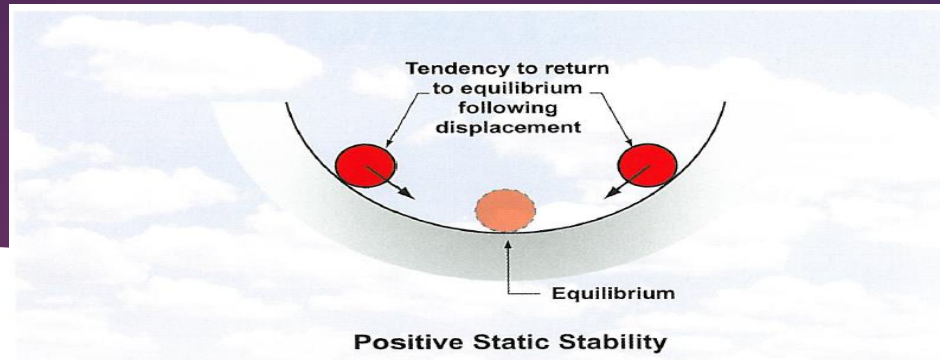 Tendency to return
to equilibrium
following
displacement
Equilibrium
Positive Static Stability